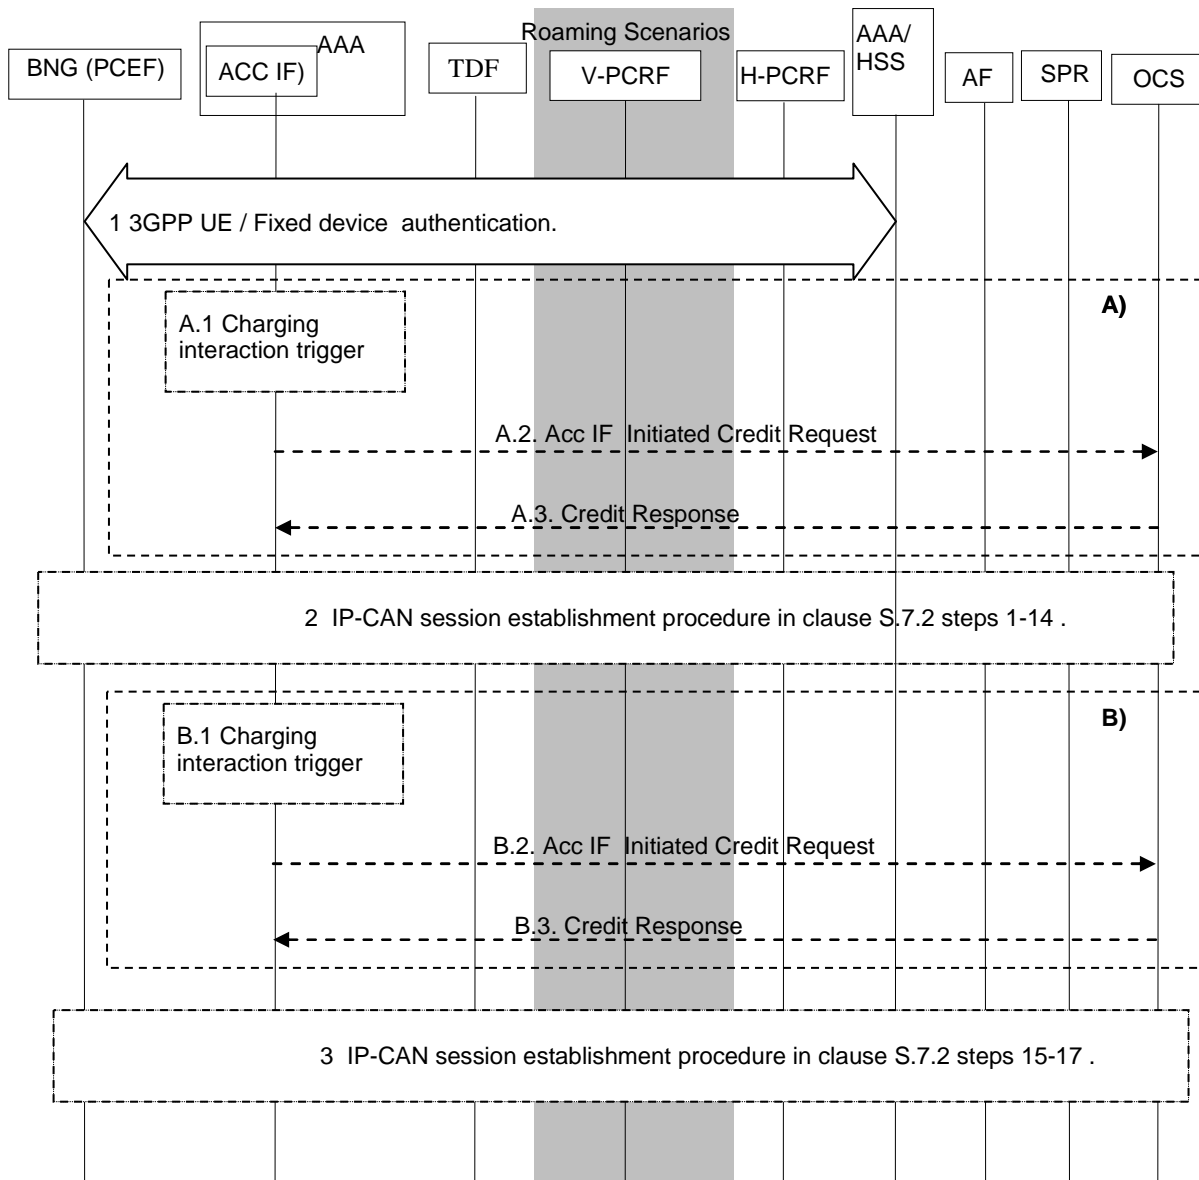 Roaming Scenarios
BNG (PCEF)
AAA
ACC IF)
TDF
V-PCRF
H-PCRF
AAA/
HSS
AF
SPR
OCS
1 3GPP UE / Fixed device authentication.
A)
A.1 Charging
interaction trigger
A.2. Acc IF Initiated Credit Request
A.3. Credit Response
2 IP-CAN session establishment procedure in clause S.7.2 steps 1-14 .
B)
B.1 Charging
interaction trigger
B.2. Acc IF Initiated Credit Request
B.3. Credit Response
3 IP-CAN session establishment procedure in clause S.7.2 steps 15-17 .